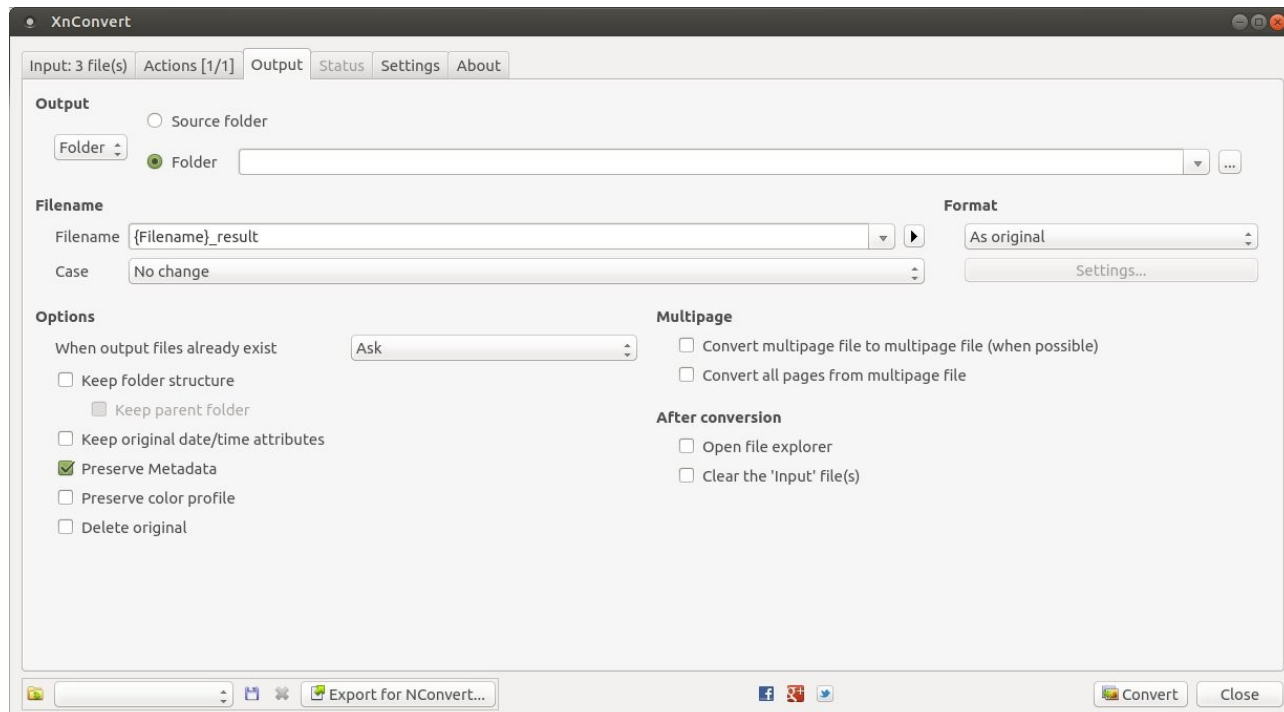 XnConvert
Input: 3 file(s) Actions [1/1] Output Status Settings About
Output
Source folder
Folder
Folder
...
Filename
Format
Filename {Filename}_result
As original
Case No change
Settings...
Options
Multipage
When output files already exist Ask
Convert multipage file to multipage file (when possible)
Keep folder structure
Convert all pages from multipage file
Keep parent folder
After conversion
Keep original date/time attributes
Open file explorer
Preserve Metadata
Clear the 'Input' file(s)
Preserve color profile
Delete original
Export for NConvert...
Convert Close